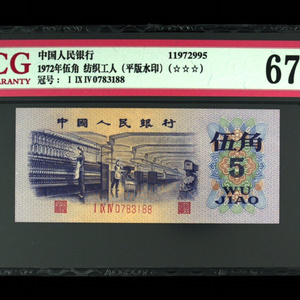 CG
WARRANTY
中国人民银行 11972995
1972年伍角 纺织工人（平版水印）（☆☆☆）
冠号： I IX IV 0783188
67
中国人民银行
伍角
5
WU
JIAO
I IX IV 0783188